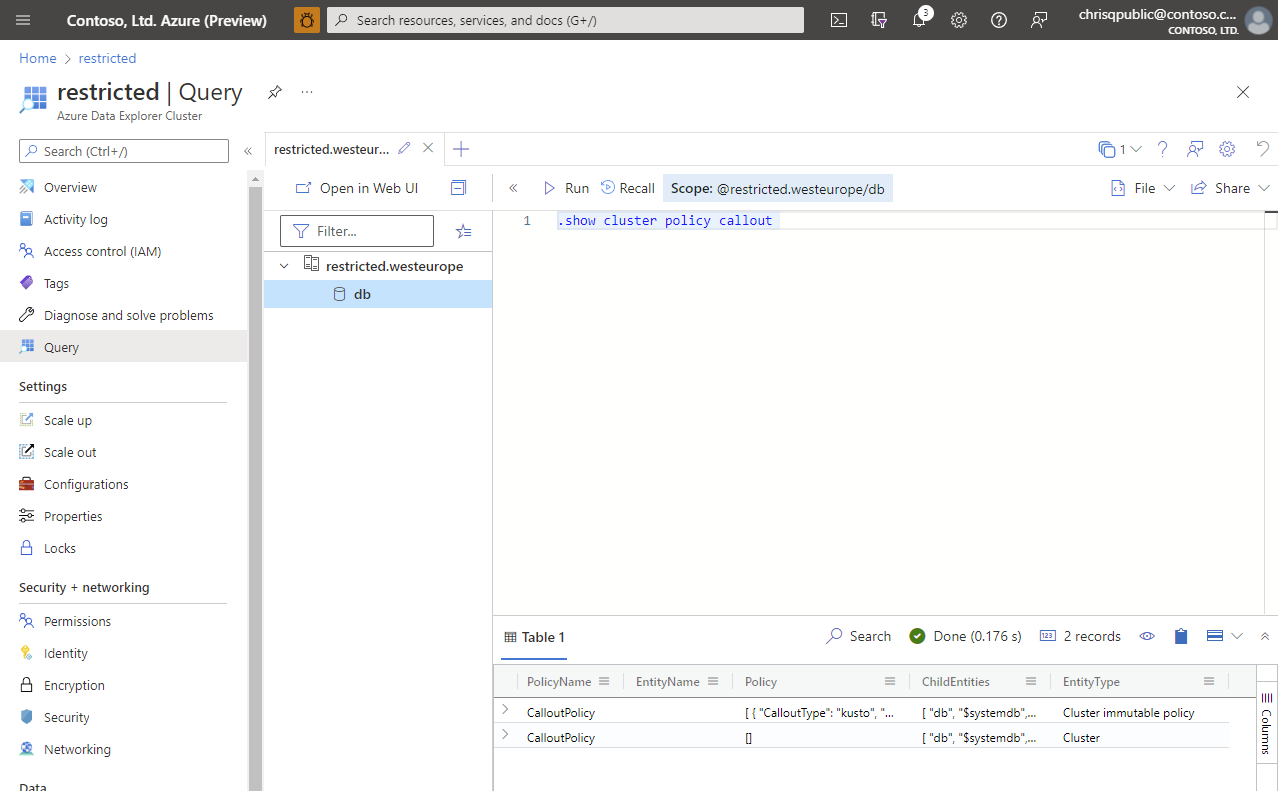 Contoso, Ltd. Azure (Preview)
Search resources, services, and docs (G+/)
3
chrisqpublic@contoso.c...
CONTOSO, LTD.
Home > restricted
restricted | Query
Azure Data Explorer Cluster
Search (Ctrl+/)
Overview
Activity log
Access control (IAM)
Tags
Diagnose and solve problems
Query
Settings
Scale up
Scale out
Configurations
Properties
Locks
Security + networking
Permissions
Identity
Encryption
Security
Networking
Data
restricted.westeur...
1
Open in Web UI
Run
Recall
Scope: @restricted.westeurope/db
File
Share
Filter...
restricted.westeurope
db
1 .show cluster policy callout
Table 1
Search
Done (0.176 s)
123 2 records
PolicyName EntityName Policy ChildEntities EntityType
CalloutPolicy [ { "CalloutType": "kusto", "... [ "db", "$systemdb",... Cluster immutable policy
CalloutPolicy [] [ "db", "$systemdb",... Cluster
Columns